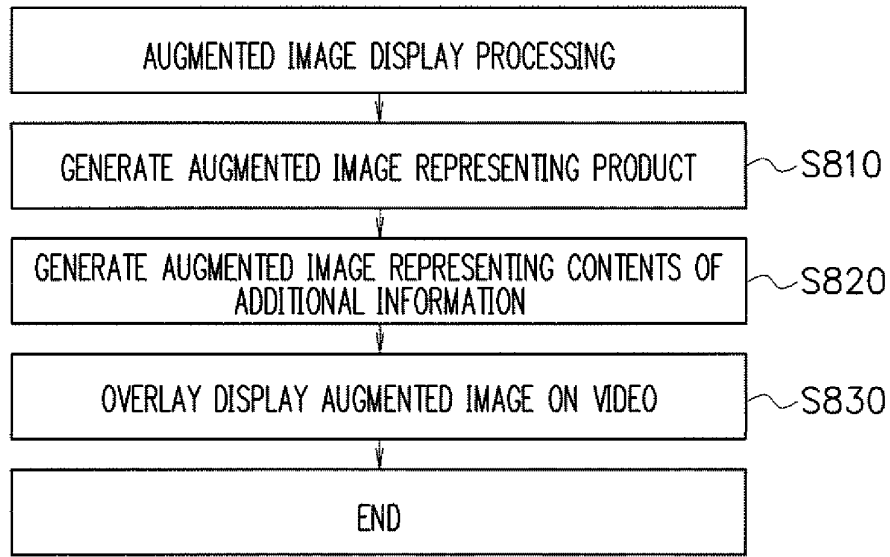 AUGMENTED IMAGE DISPLAY PROCESSING
GENERATE AUGMENTED IMAGE REPRESENTING PRODUCT
S810
GENERATE AUGMENTED IMAGE REPRESENTING CONTENTS OF
ADDITIONAL INFORMATION
S820
OVERLAY DISPLAY AUGMENTED IMAGE ON VIDEO
S830
END